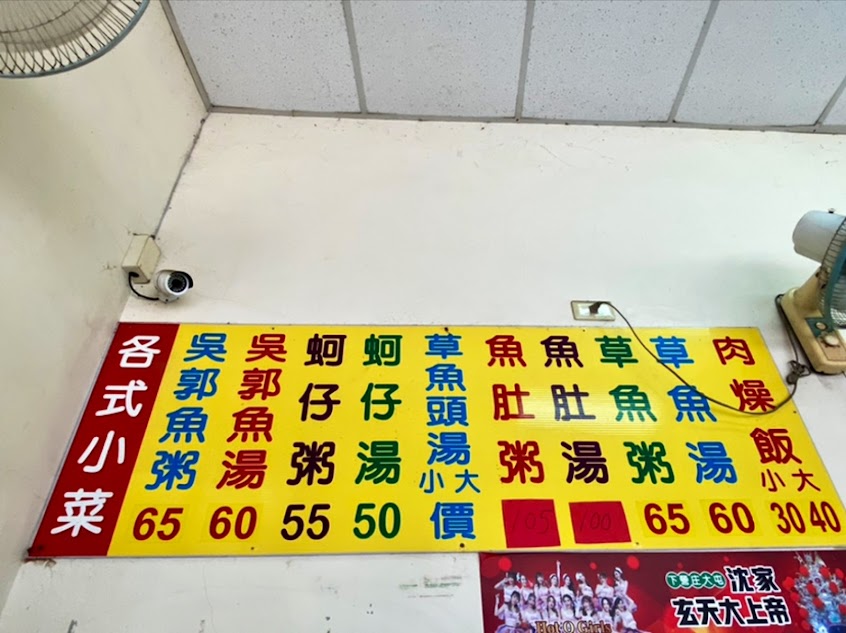 肉燥飯 小 大 30 40
草魚湯 60
草魚粥 65
魚肚湯 100
魚肚粥 105
草魚頭湯 小 大 價
蚵仔湯 50
蚵仔粥 55
吳郭魚湯 60
吳郭魚粥 65
各式小菜
沈家
玄天大上帝
Hot Q Girls